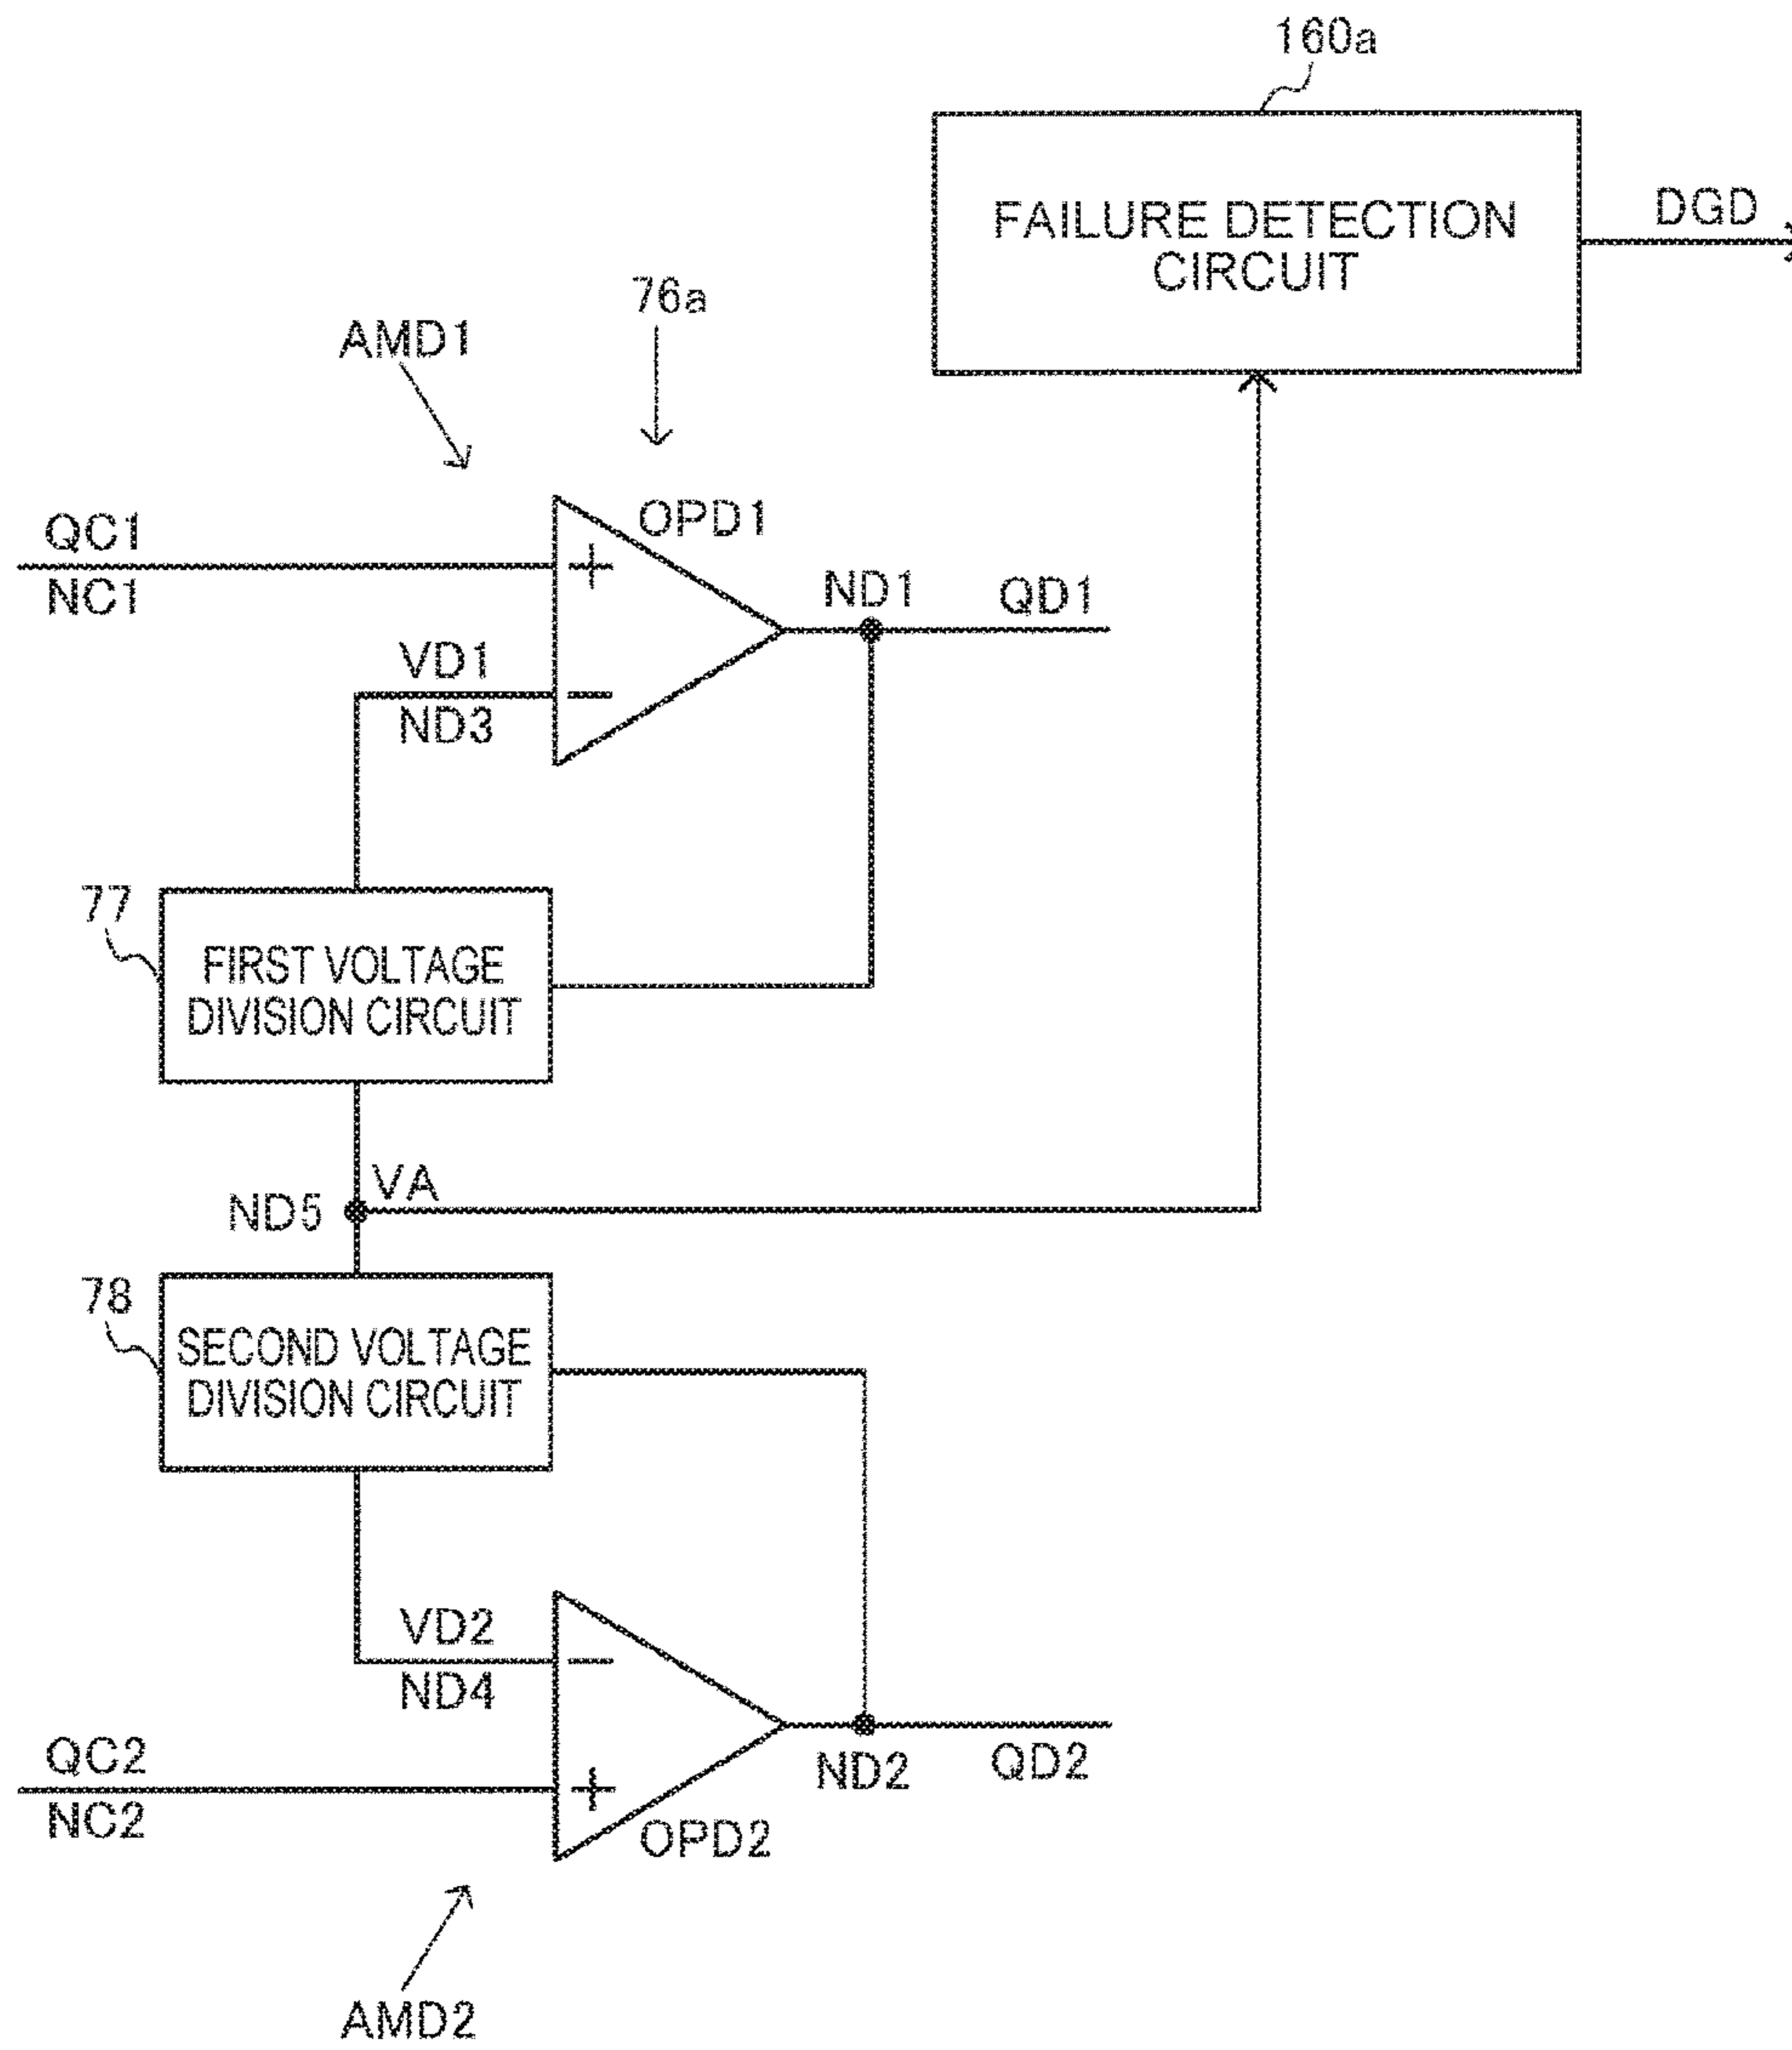 160a
FAILURE DETECTION
CIRCUIT
DGD
76a
AMD1
OPD1
QC1
NC1
ND1
QD1
VD1
ND3
77
FIRST VOLTAGE
DIVISION CIRCUIT
VA
ND5
78
SECOND VOLTAGE
DIVISION CIRCUIT
VD2
ND4
QC2
NC2
ND2
QD2
OPD2
AMD2